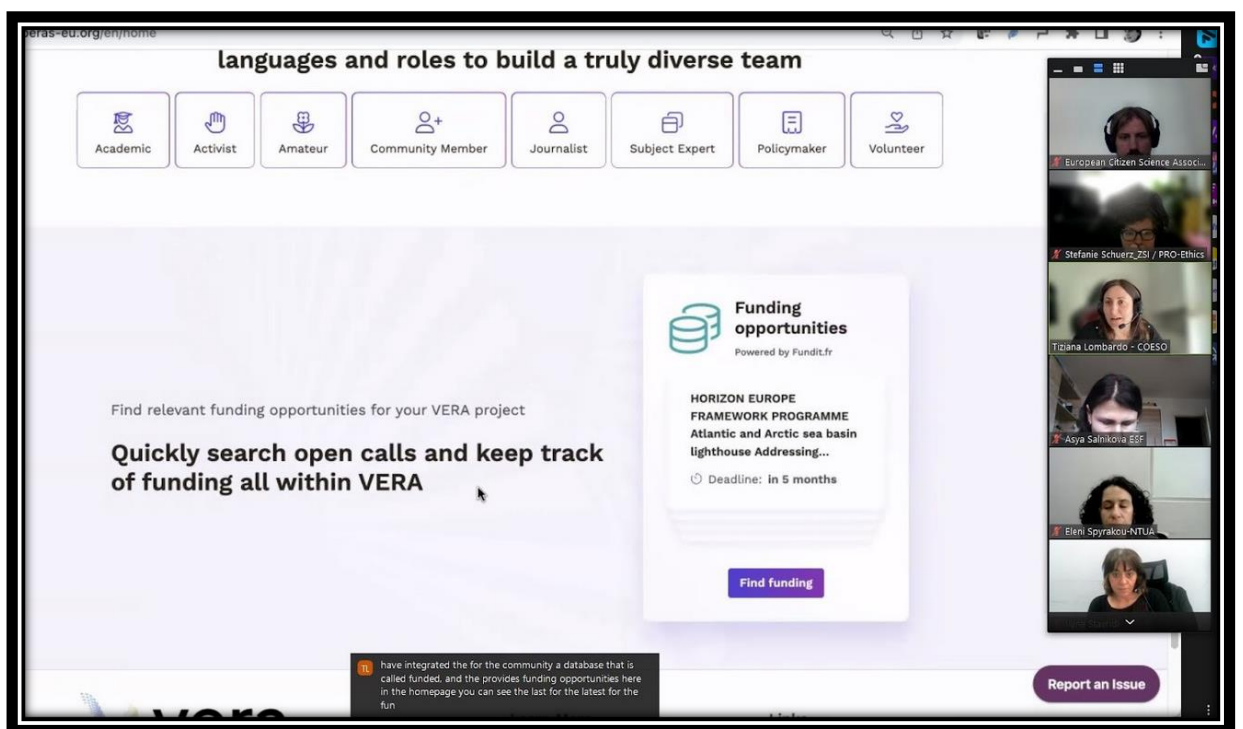 eras-eu.org/en/home
languages and roles to build a truly diverse team
Academic
Activist
Amateur
Community Member
Journalist
Subject Expert
Policymaker
Volunteer
Find relevant funding opportunities for your VERA project
Quickly search open calls and keep track
of funding all within VERA
Funding
opportunities
Powered by Fundit.fr
HORIZON EUROPE
FRAMEWORK PROGRAMME
Atlantic and Arctic sea basin
lighthouse Addressing...
Deadline: in 5 months
Find funding
European Citizen Science Associ...
Stefanie Schuerz_ZSI / PRO-Ethics
Tiziana Lombardo - COESO
Asya Salnikova ESF
Eleni Spyrakou-NTUA
TL
have integrated the for the community a database that is
called funded, and the provides funding opportunities here
in the homepage you can see the last for the latest for the
fun
Report an Issue
vera
Links